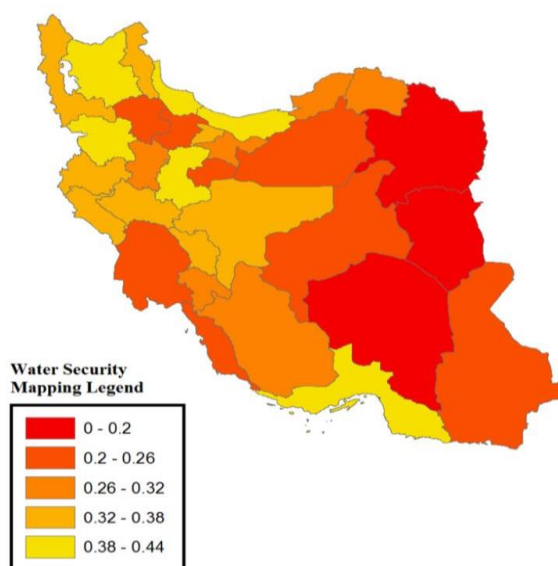 Water Security
Mapping Legend
0 - 0.2
0.2 - 0.26
0.26 - 0.32
0.32 - 0.38
0.38 - 0.44